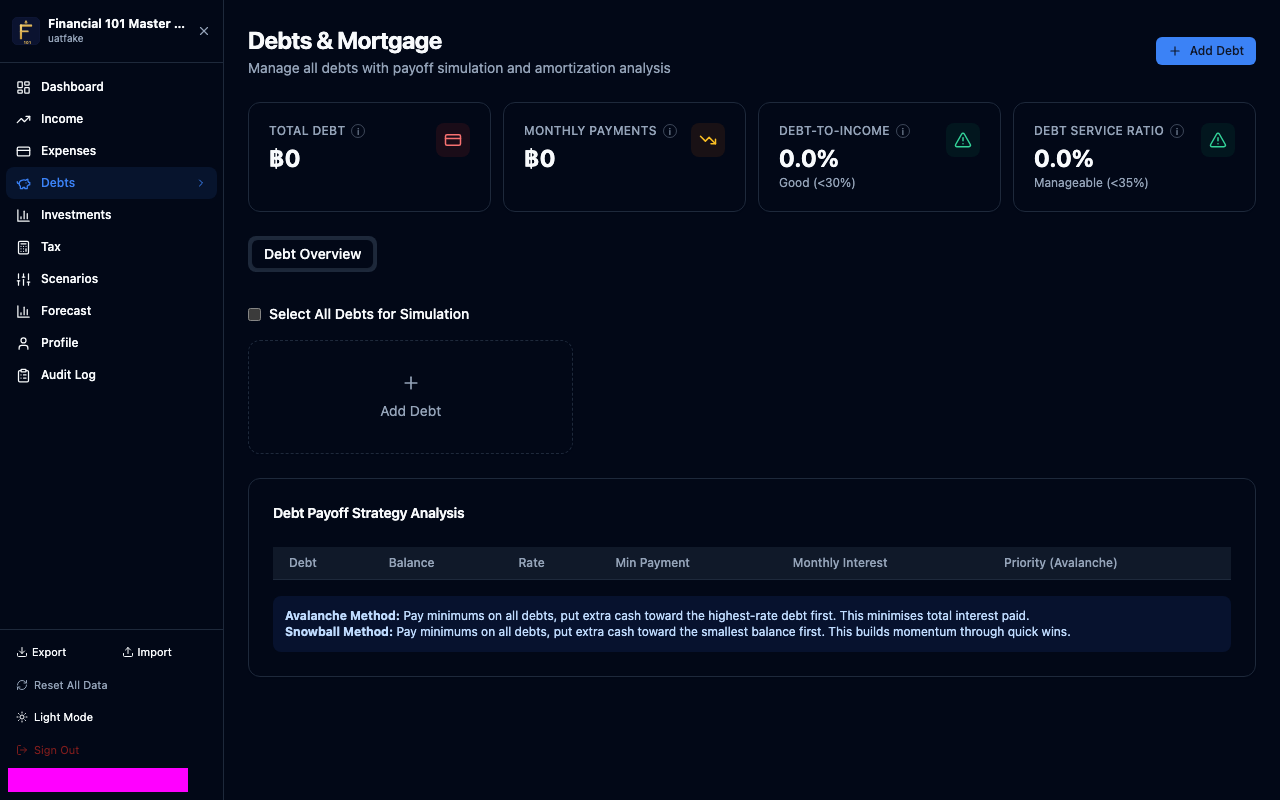 Financial 101 Master ...
uatfake
Dashboard
Income
Expenses
Debts
Investments
Tax
Scenarios
Forecast
Profile
Audit Log
Export
Import
Reset All Data
Light Mode
Sign Out
Debts & Mortgage
Manage all debts with payoff simulation and amortization analysis
+ Add Debt
TOTAL DEBT
฿0
MONTHLY PAYMENTS
฿0
DEBT-TO-INCOME
0.0%
Good (<30%)
DEBT SERVICE RATIO
0.0%
Manageable (<35%)
Debt Overview
Select All Debts for Simulation
Add Debt
Debt Payoff Strategy Analysis
Debt Balance Rate Min Payment Monthly Interest Priority (Avalanche)
Avalanche Method: Pay minimums on all debts, put extra cash toward the highest-rate debt first. This minimises total interest paid.
Snowball Method: Pay minimums on all debts, put extra cash toward the smallest balance first. This builds momentum through quick wins.